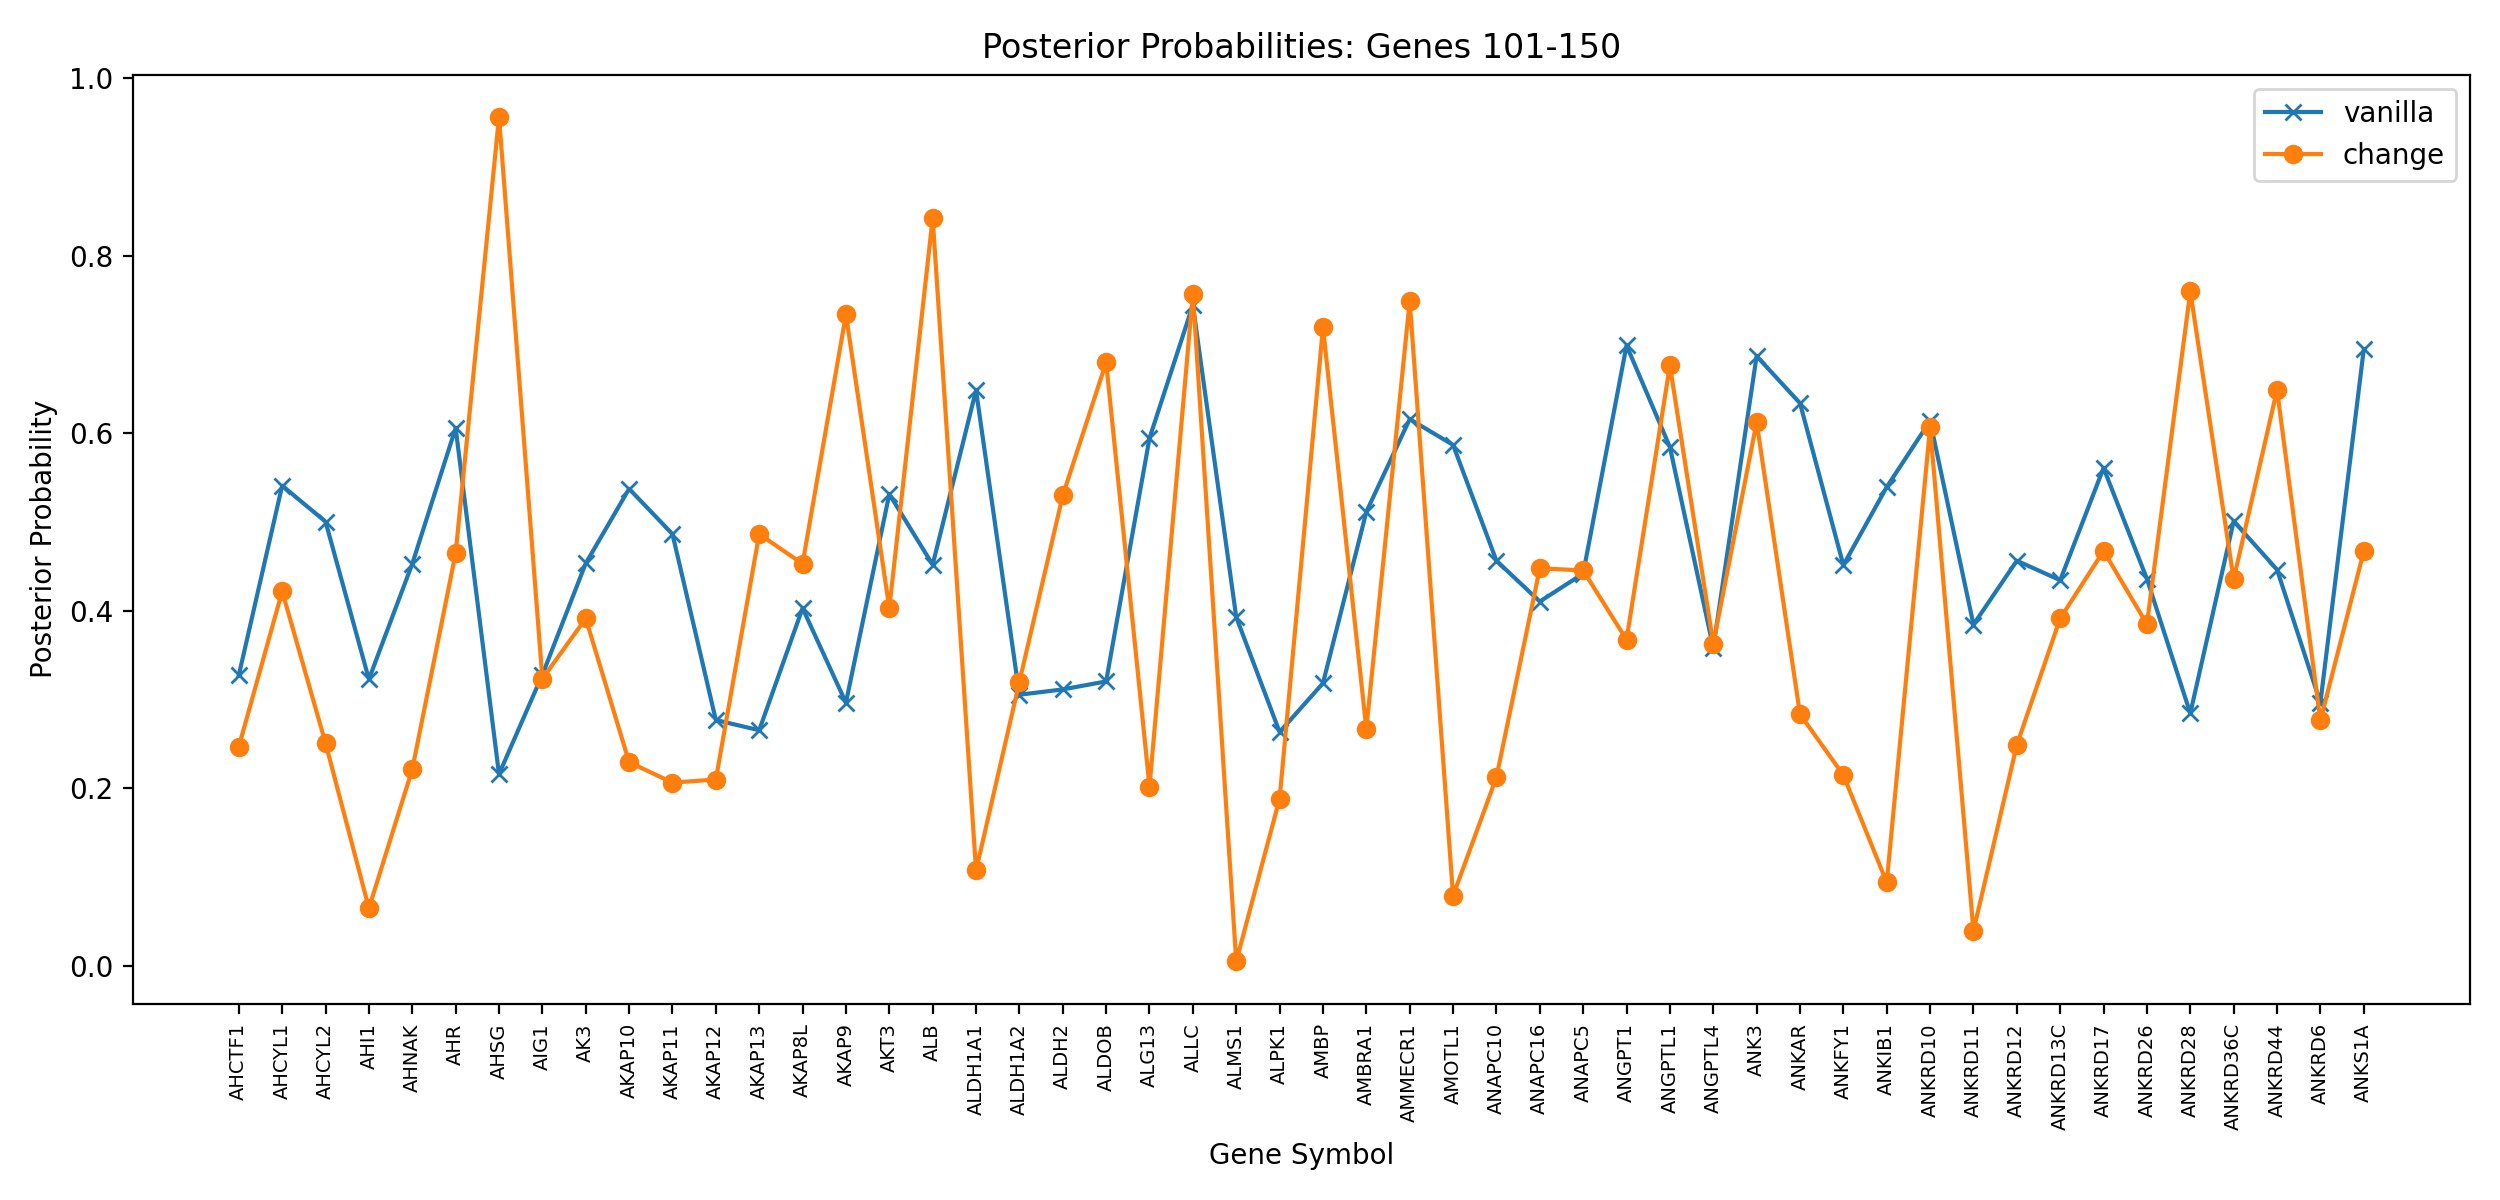 Posterior Probabilities: Genes 101-150
1.0
0.8
0.6
0.4
0.2
0.0
Posterior Probability
vanilla
change
AHCTF1
AHCYL1
AHCYL2
AHI1
AHNAK
AHR
AHSG
AIG1
AK3
AKAP10
AKAP11
AKAP12
AKAP13
AKAP8L
AKAP9
AKT3
ALB
ALDH1A1
ALDH1A2
ALDH2
ALDOB
ALG13
ALLC
ALMS1
ALPK1
AMBP
AMBRA1
AMMECR1
AMOTL1
ANAPC10
ANAPC16
ANAPC5
ANGPT1
ANGPTL1
ANGPTL4
ANK3
ANKAR
ANKFY1
ANKIB1
ANKRD10
ANKRD11
ANKRD12
ANKRD13C
ANKRD17
ANKRD26
ANKRD28
ANKRD36C
ANKRD44
ANKRD6
ANKS1A
Gene Symbol